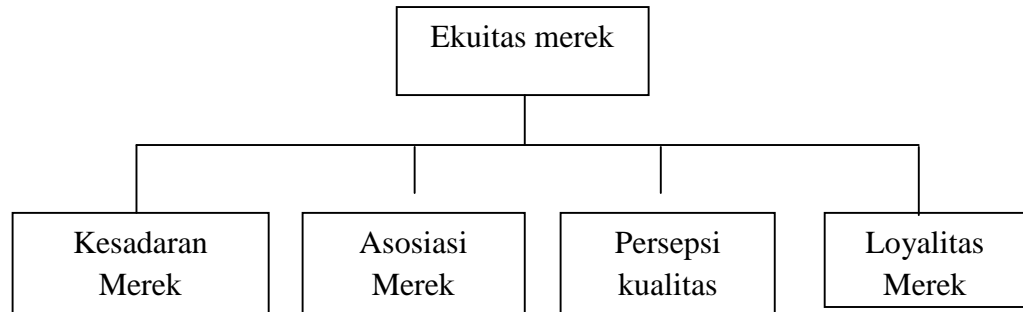 Ekuitas merek
Kesadaran
Merek
Asosiasi
Merek
Persepsi
kualitas
Loyalitas
Merek